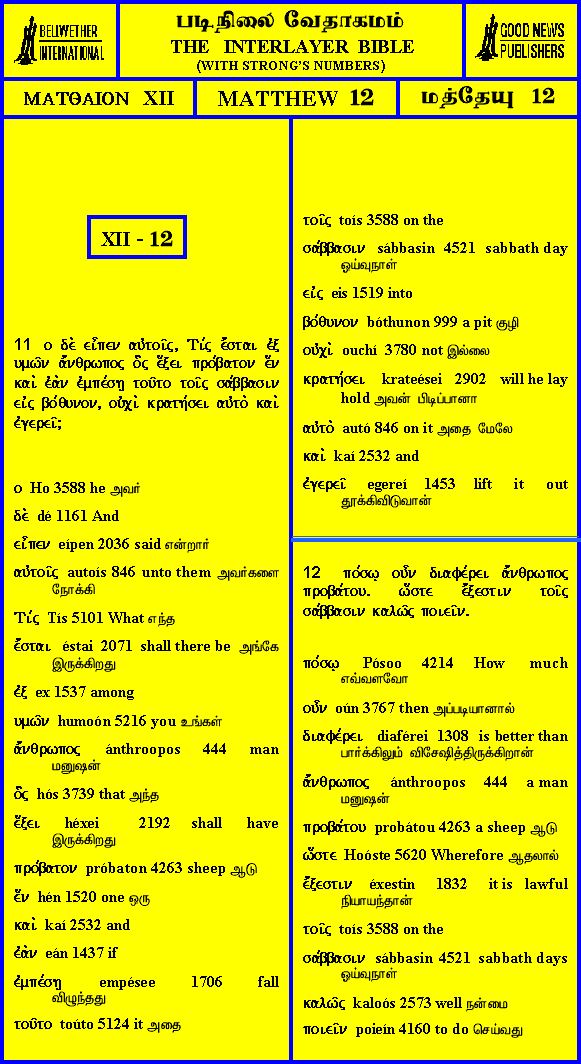 BELLWETHER
INTERNATIONAL
படிநிலை வேதாகமம்
THE INTERLAYER BIBLE
(WITH STRONG'S NUMBERS)
GOOD NEWS
PUBLISHERS
ΜΑΤΘΑΙΟΝ XII
MATTHEW 12
மத்தேயு 12
XII - 12
11 ο δὲ εἶπεν αὐτοῖς, Τίς ἔσται ἐξ
υμῶν ἄνθρωπος ὃς ἕξει πρόβατον ἕν
καὶ ἐὰν ἐμπέσῃ τοῦτο τοῖς σάββασιν
εἰς βόθυνον, οὐχὶ κρατήσει αὐτὸ καὶ
ἐγερεῖ;
ο Ho 3588 he அவர்
δὲ dé 1161 And
εἶπεν eípen 2036 said என்றார்
αὐτοῖς autoís 846 unto them அவர்களை
நோக்கி
Τίς Tís 5101 What எந்த
ἔσται éstai 2071 shall there be அங்கே
இருக்கிறது
ἐξ ex 1537 among
υμῶν humoón 5216 you உங்கள்
ἄνθρωπος ánthroopos 444 man
மனுஷன்
ὃς hós 3739 that அந்த
ἕξει héxei 2192 shall have
இருக்கிறது
πρόβατον próbaton 4263 sheep ஆடு
ἕν hén 1520 one ஒரு
καὶ kaí 2532 and
ἐὰν eán 1437 if
ἐμπέσῃ empésee 1706 fall
விழுந்தது
τοῦτο toúto 5124 it அதை
τοῖς toís 3588 on the
σάββασιν sábbasin 4521 sabbath day
ஓய்வுநாள்
εἰς eis 1519 into
βόθυνον bóthunon 999 a pit குழி
οὐχὶ ouchí 3780 not இல்லை
κρατήσει krateései 2902 will he lay
hold அவன் பிடிப்பானா
αὐτὸ autó 846 on it அதை மேலே
καὶ kaí 2532 and
ἐγερεῖ egereí 1453 lift it out
தூக்கிவிடுவான்
12 πόσῳ οὖν διαφέρει ἄνθρωπος
προβάτου. ὥστε ἔξεστιν τοῖς
σάββασιν καλῶς ποιεῖν.
πόσῳ Pósoo 4214 How much
எவ்வளவோ
οὖν oún 3767 then அப்படியானால்
διαφέρει diaférei 1308 is better than
பார்க்கிலும் விசேஷித்திருக்கிறான்
ἄνθρωπος ánthroopos 444 a man
மனுஷன்
προβάτου probátou 4263 a sheep ஆடு
ὥστε Hoóste 5620 Wherefore ஆதலால்
ἔξεστιν éxestin 1832 it is lawful
நியாயந்தான்
τοῖς toís 3588 on the
σάββασιν sábbasin 4521 sabbath days
ஓய்வுநாள்
καλῶς kaloós 2573 well நன்மை
ποιεῖν poieín 4160 to do செய்வது